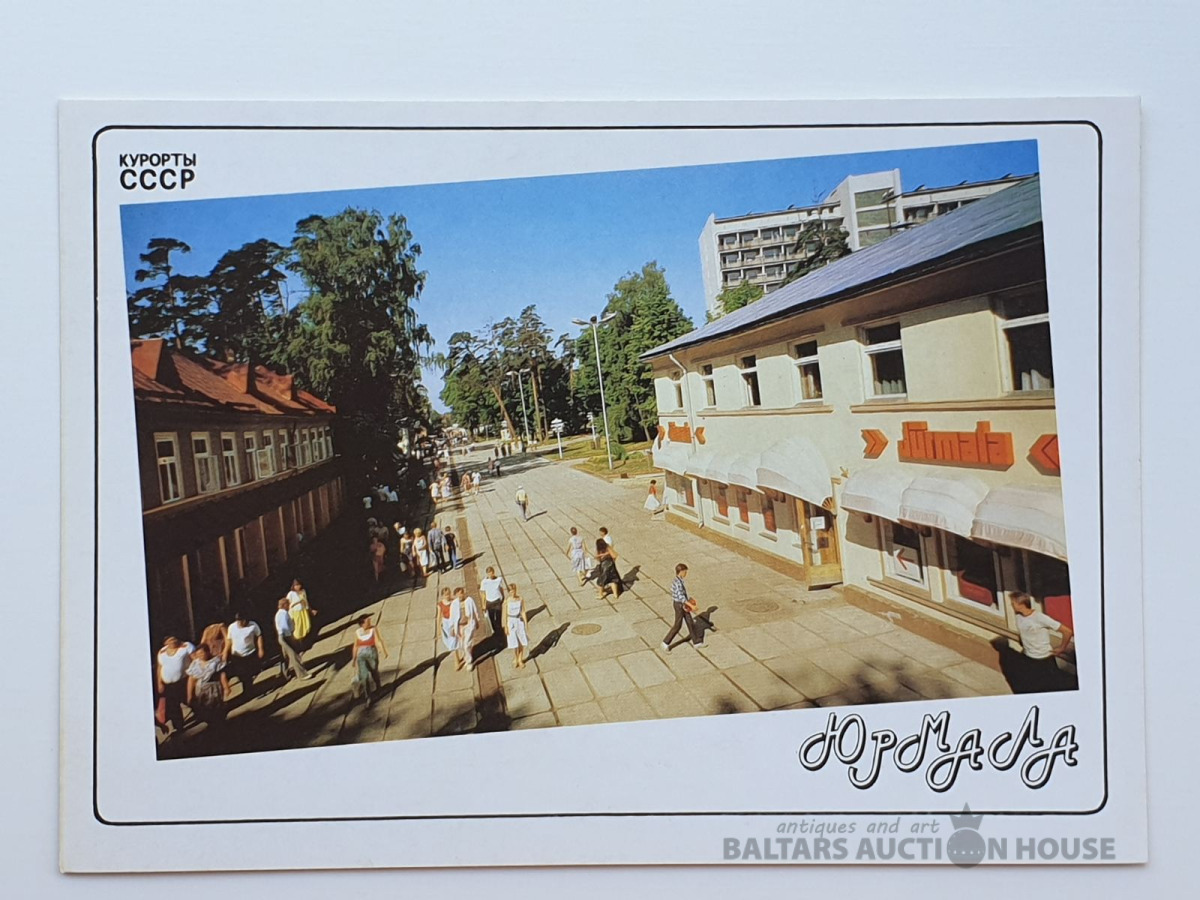 КУРОРТЫ
СССР
Jūrmala
ЮРМАЛА
antiques and art
BALTARS AUCTION HOUSE